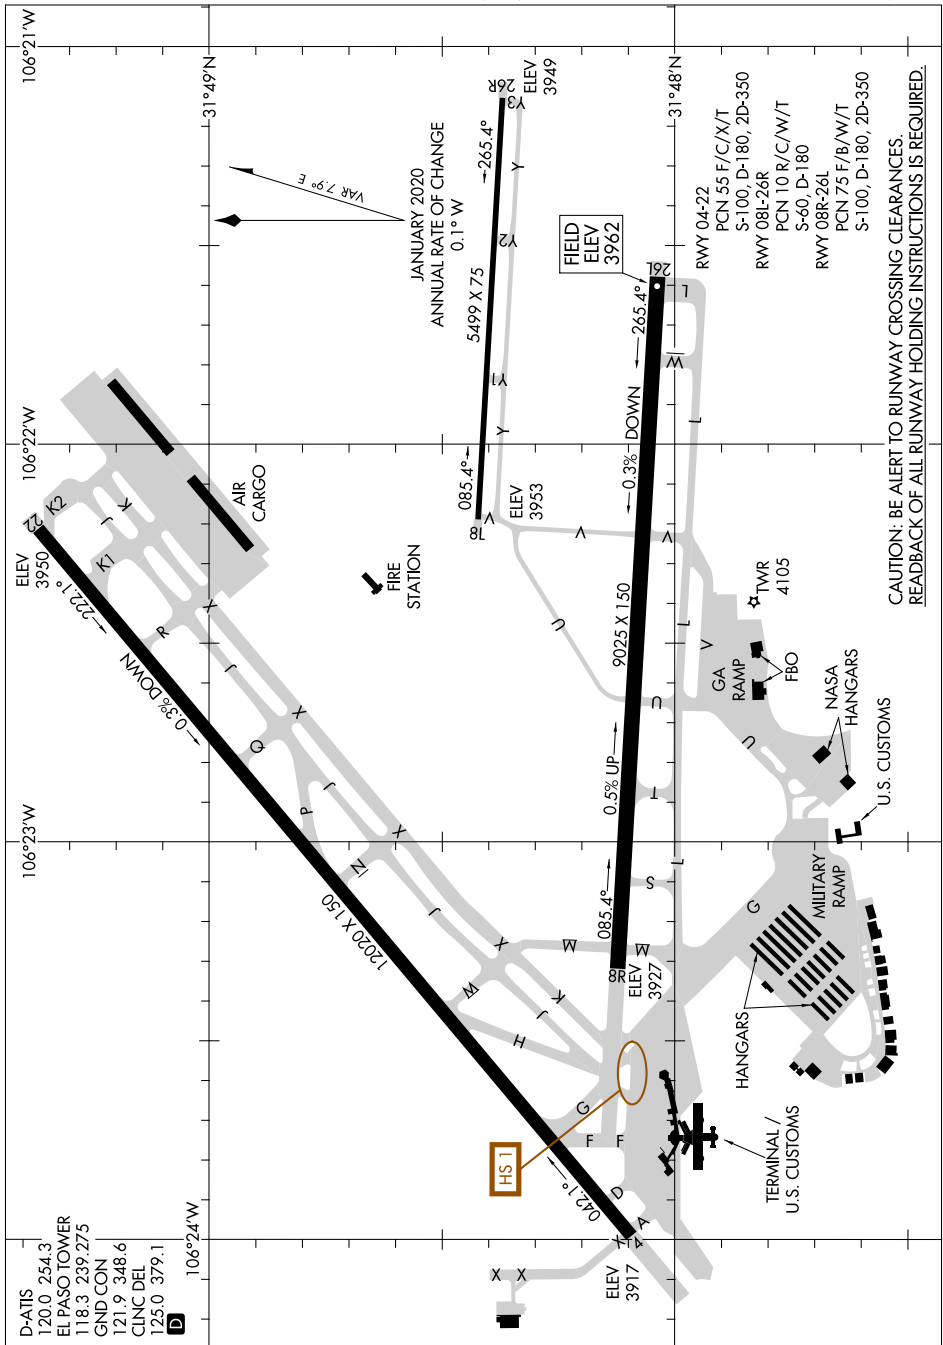 D-ATIS
120.0 254.3
EL PASO TOWER
118.3 239.275
GND CON
121.9 348.6
CLNC DEL
125.0 379.1
D
106°24'W
106°23'W
106°22'W
106°21'W
31°49'N
31°48'N
VAR 7.9° E
JANUARY 2020
ANNUAL RATE OF CHANGE
0.1° W
ELEV
3950
22
222.1°
0.3% DOWN
12020 X 150
042.1°
4
ELEV
3917
K2
K
J
K1
R
X
J
X
Q
J
P
X
N
J
X
W
K
J
H
M
M
G
F
F
D
A
X
X
X
HS 1
AIR
CARGO
FIRE
STATION
ELEV
3949
26R
Y3
265.4°
Y
Y2
5499 X 75
Y1
Y
085.4°
8L
V
ELEV
3953
V
U
FIELD
ELEV
3962
26L
265.4°
0.3% DOWN
9025 X 150
0.5% UP
085.4°
8R
ELEV
3927
L
W
L
V
L
V
U
U
T
S
L
G
TWR
4105
GA
RAMP
FBO
NASA
HANGARS
U.S. CUSTOMS
MILITARY
RAMP
HANGARS
TERMINAL /
U.S. CUSTOMS
RWY 04-22
PCN 55 F/C/X/T
S-100, D-180, 2D-350
RWY 08L-26R
PCN 10 R/C/W/T
S-60, D-180
RWY 08R-26L
PCN 75 F/B/W/T
S-100, D-180, 2D-350
CAUTION: BE ALERT TO RUNWAY CROSSING CLEARANCES.
READBACK OF ALL RUNWAY HOLDING INSTRUCTIONS IS REQUIRED.